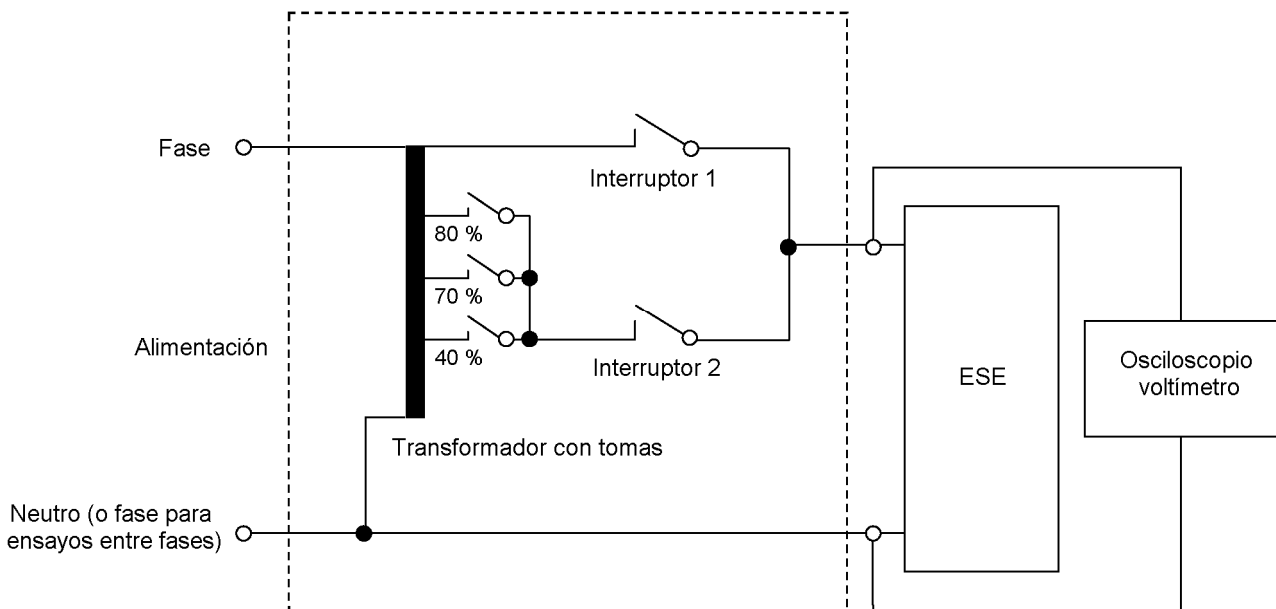 Fase
Interruptor 1
80 %
70 %
40 %
Alimentación
Interruptor 2
ESE
Osciloscopio
voltímetro
Transformador con tomas
Neutro (o fase para
ensayos entre fases)